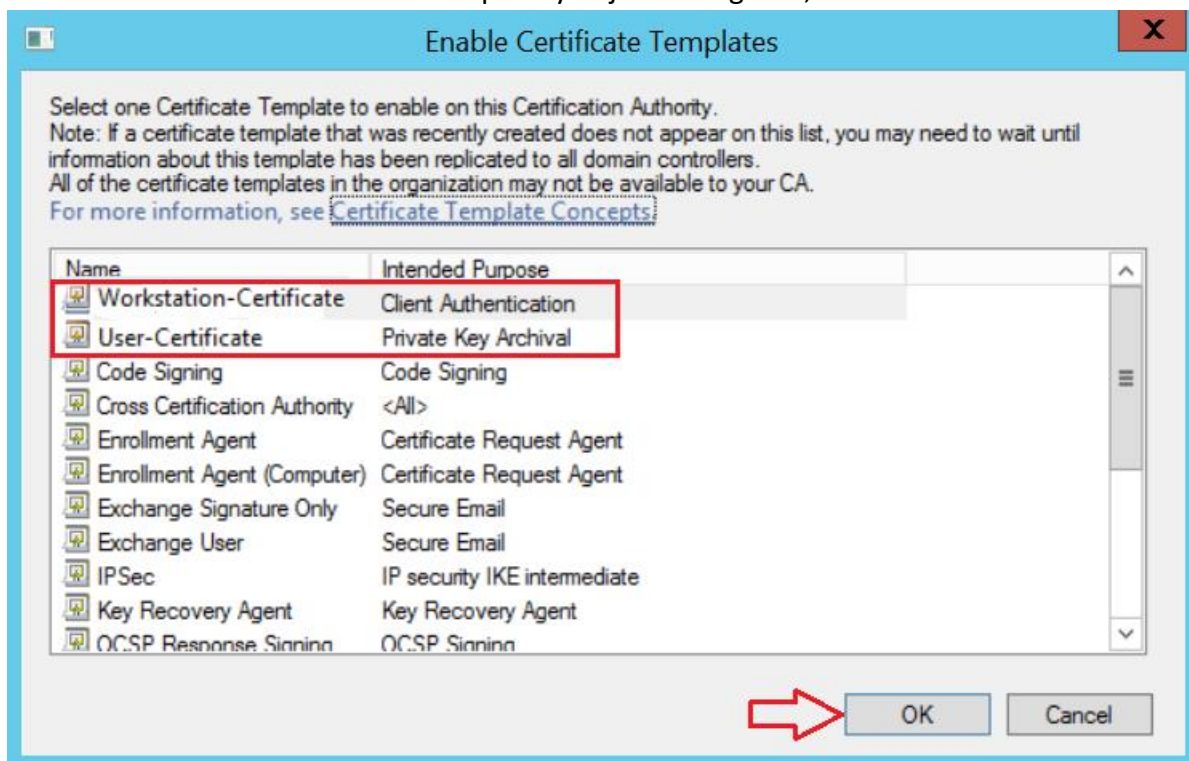 Enable Certificate Templates
X
Select one Certificate Template to enable on this Certification Authority.
Note: If a certificate template that was recently created does not appear on this list, you may need to wait until
information about this template has been replicated to all domain controllers.
All of the certificate templates in the organization may not be available to your CA.
For more information, see Certificate Template Concepts.
Name Intended Purpose
Workstation-Certificate Client Authentication
User-Certificate Private Key Archival
Code Signing Code Signing
Cross Certification Authority <All>
Enrollment Agent Certificate Request Agent
Enrollment Agent (Computer) Certificate Request Agent
Exchange Signature Only Secure Email
Exchange User Secure Email
IPSec IP security IKE intermediate
Key Recovery Agent Key Recovery Agent
OCSP Response Signing OCSP Signing
OK Cancel